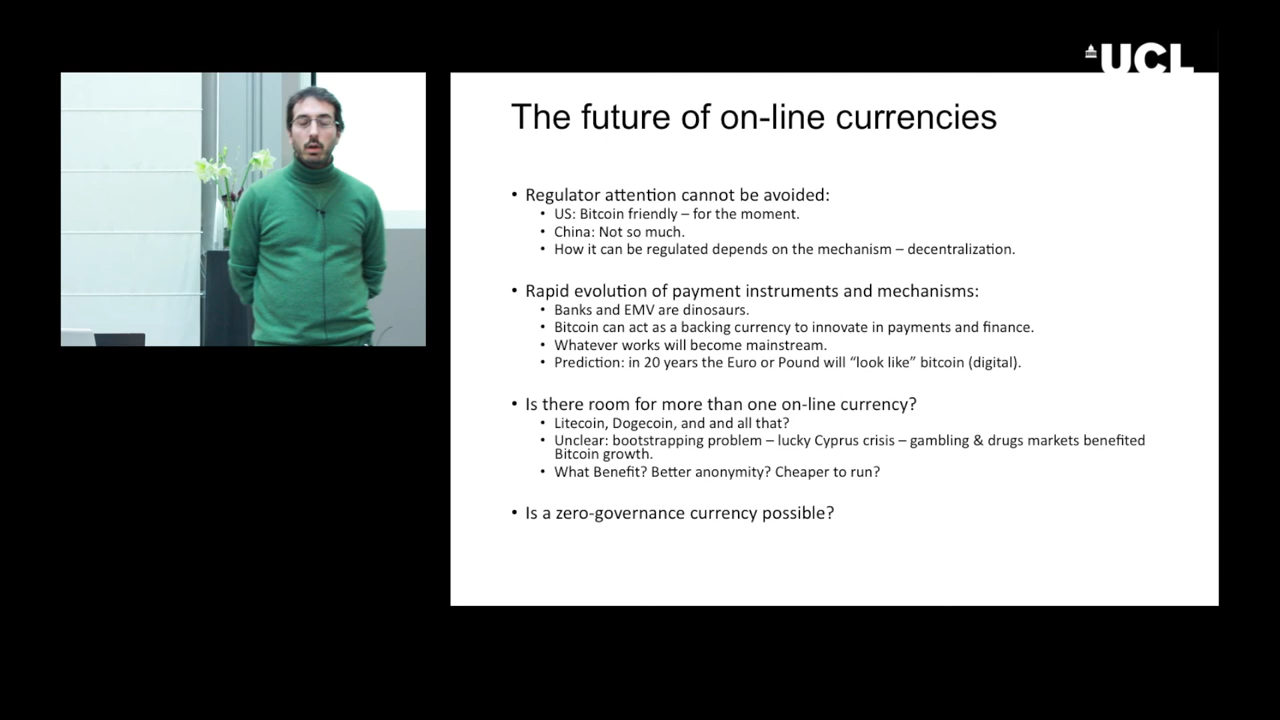 UCL
The future of on-line currencies
• Regulator attention cannot be avoided:
• US: Bitcoin friendly – for the moment.
• China: Not so much.
• How it can be regulated depends on the mechanism – decentralization.
• Rapid evolution of payment instruments and mechanisms:
• Banks and EMV are dinosaurs.
• Bitcoin can act as a backing currency to innovate in payments and finance.
• Whatever works will become mainstream.
• Prediction: in 20 years the Euro or Pound will “look like” bitcoin (digital).
• Is there room for more than one on-line currency?
• Litecoin, Dogecoin, and and all that?
• Unclear: bootstrapping problem – lucky Cyprus crisis – gambling & drugs markets benefited
Bitcoin growth.
• What Benefit? Better anonymity? Cheaper to run?
• Is a zero-governance currency possible?